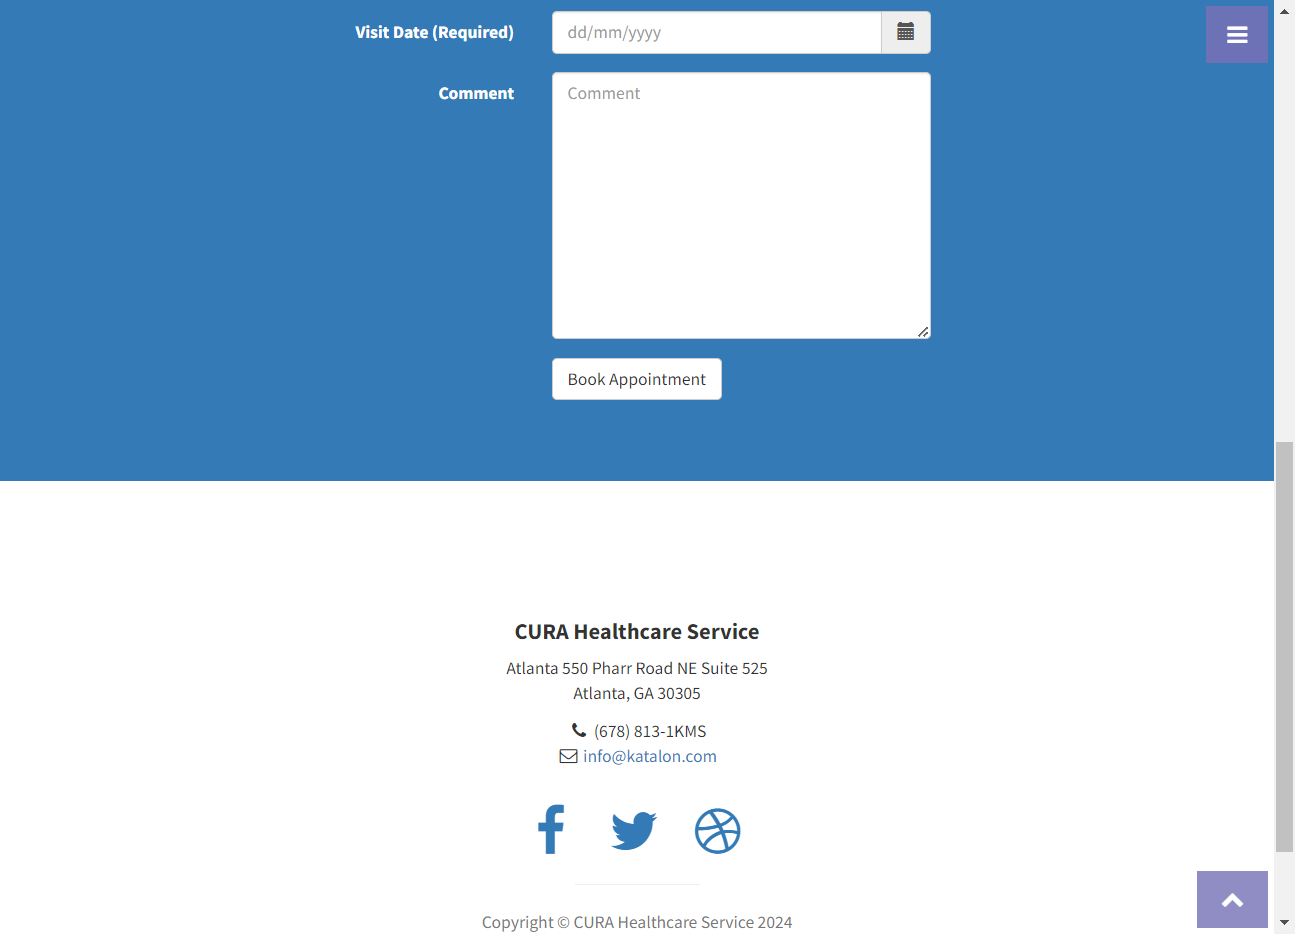 Visit Date (Required)
dd/mm/yyyy
Comment
Comment
Book Appointment
CURA Healthcare Service
Atlanta 550 Pharr Road NE Suite 525
Atlanta, GA 30305
(678) 813-1KMS
info@katalon.com
Copyright © CURA Healthcare Service 2024